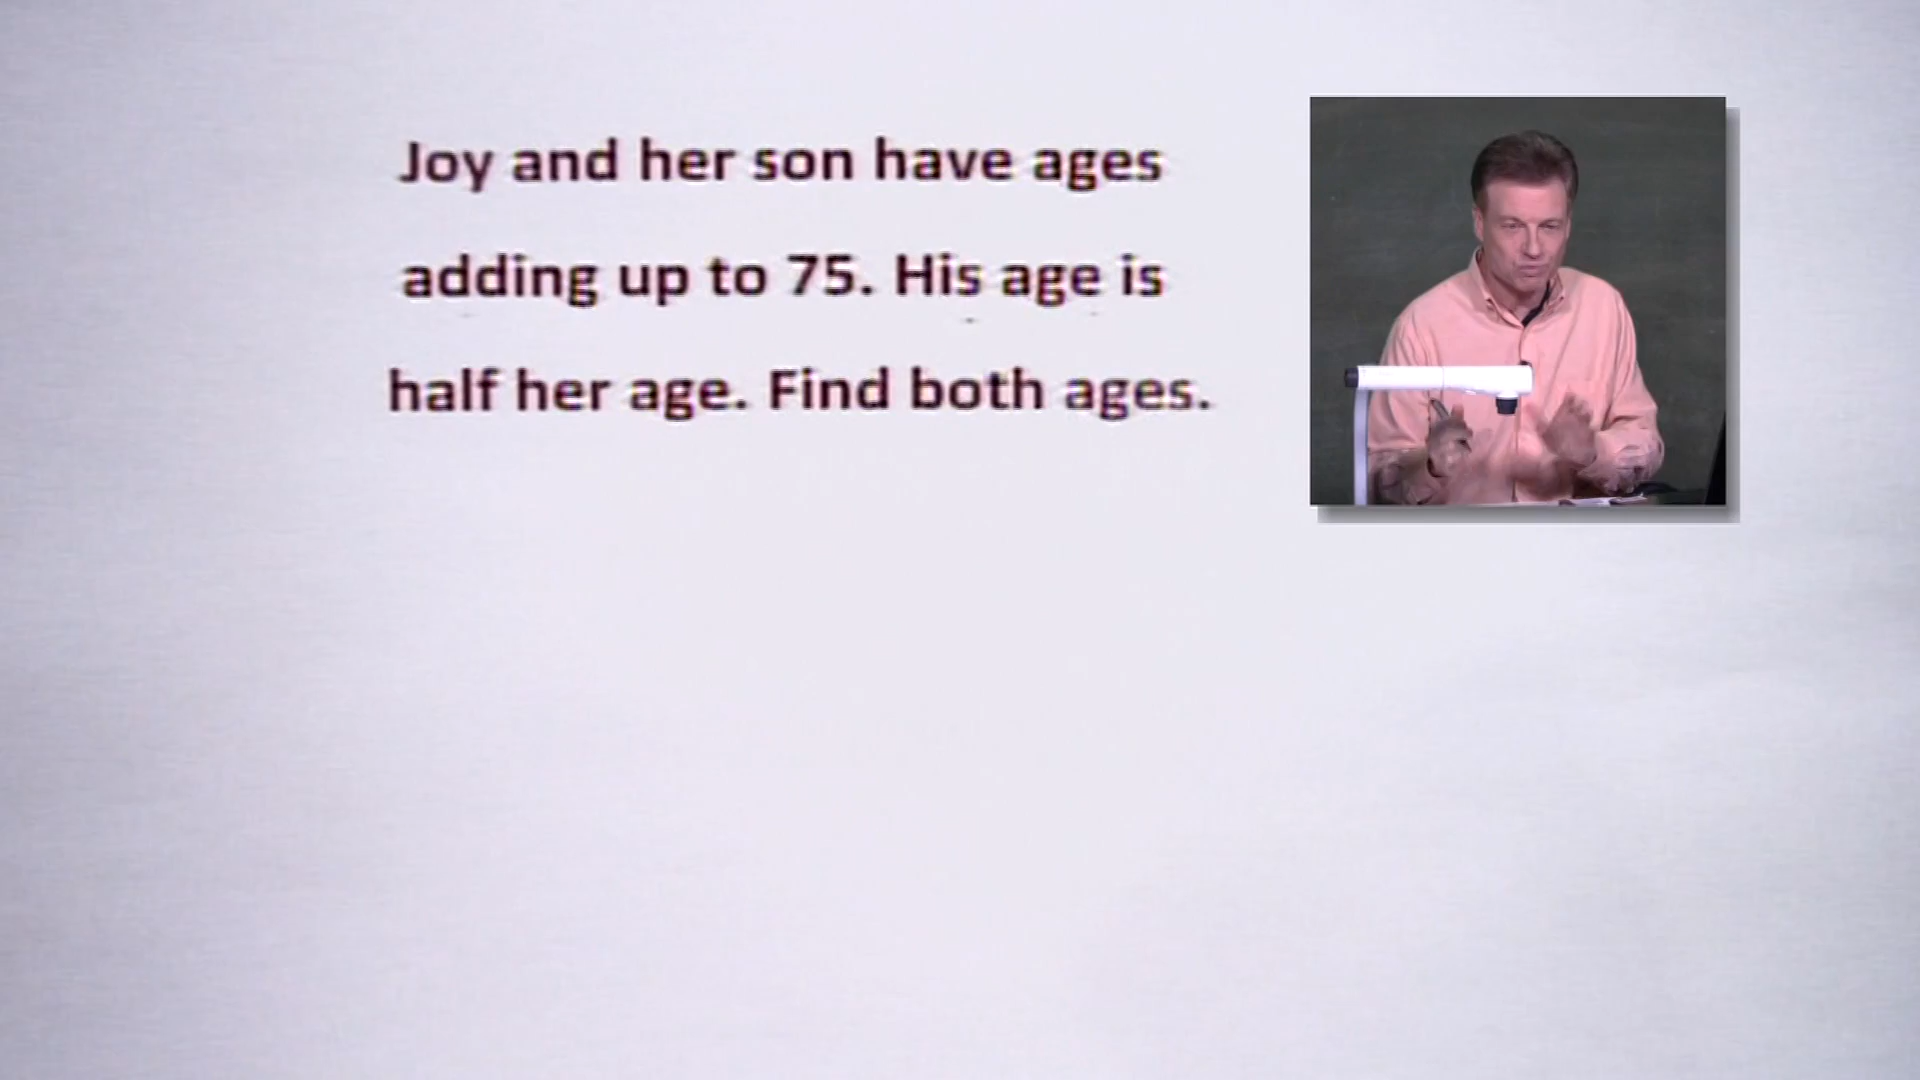 Joy and her son have ages
adding up to 75. His age is
half her age. Find both ages.